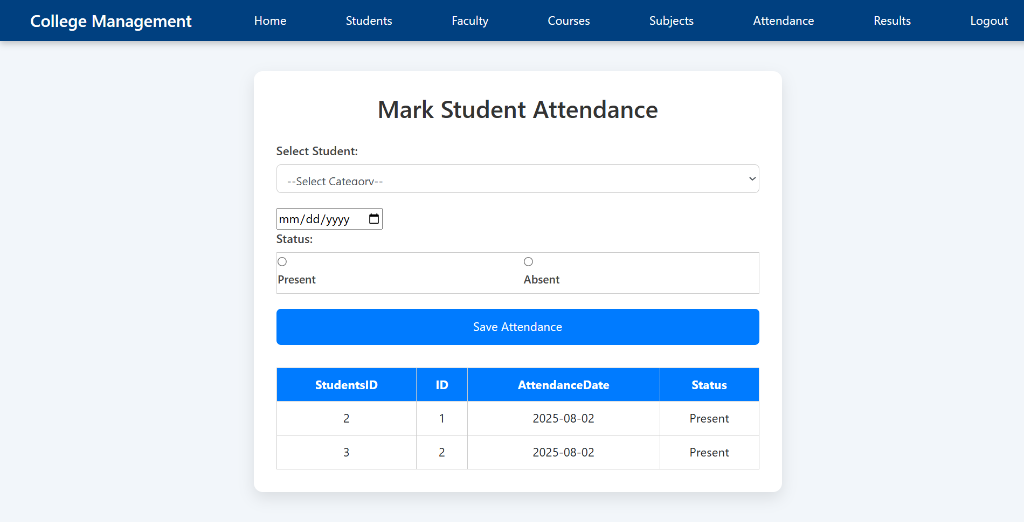 College Management Home Students Faculty Courses Subjects Attendance Results Logout
Mark Student Attendance
Select Student:
--Select Category--
mm/dd/yyyy
Status:
Present Absent
Save Attendance
StudentsID ID AttendanceDate Status
2 1 2025-08-02 Present
3 2 2025-08-02 Present